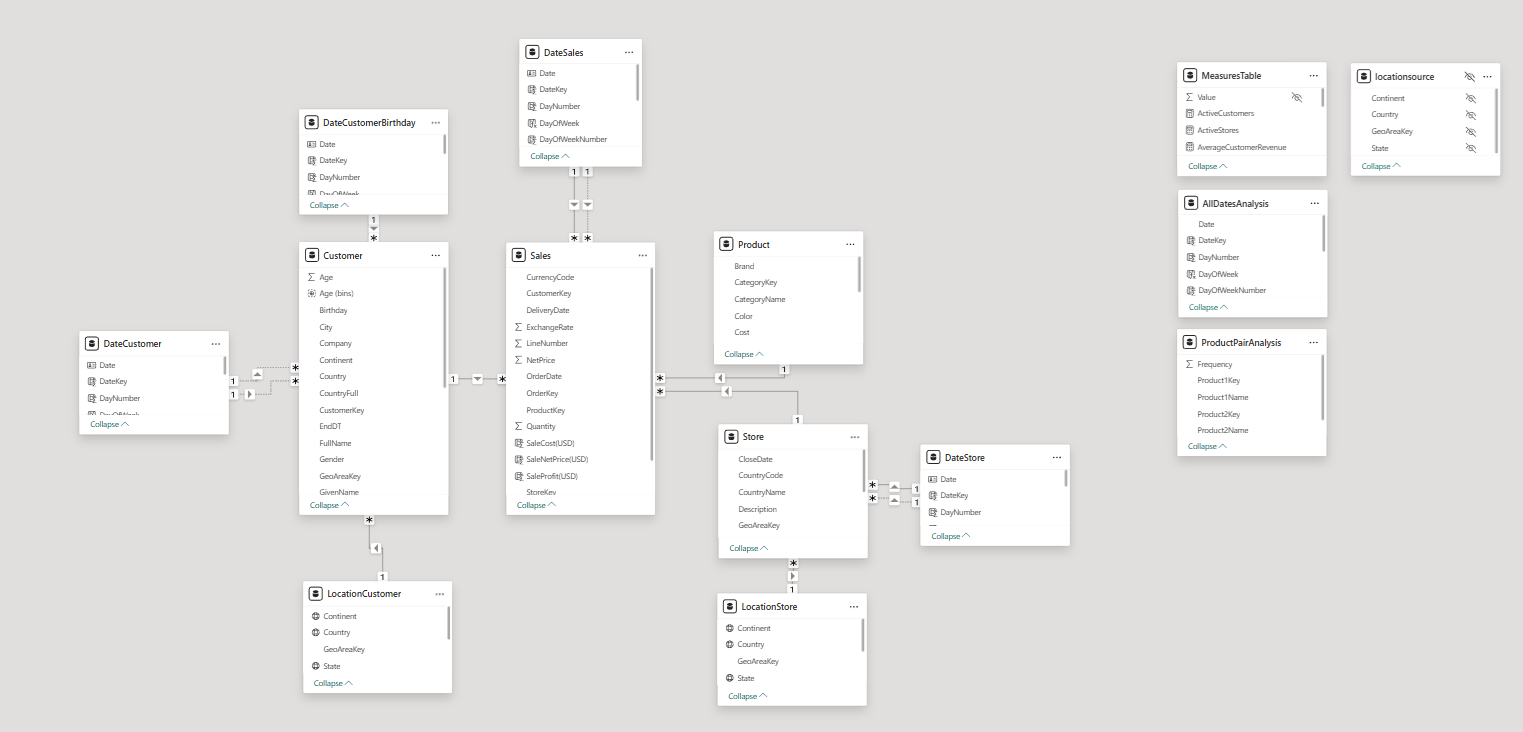 DateSales
Date
DateKey
DayNumber
DayOfWeek
DayOfWeekNumber
Collapse
1 1
* *
DateCustomerBirthday
Date
DateKey
DayNumber
DayOfWeek
Collapse
1
*
Customer
Age
Age (bins)
Birthday
City
Company
Continent
Country
CountryFull
CustomerKey
EndDT
FullName
Gender
GeoAreaKey
GivenName
Collapse
DateCustomer
Date
DateKey
DayNumber
DayOfWeek
Collapse
1 *
1 *
Sales
CurrencyCode
CustomerKey
DeliveryDate
ExchangeRate
LineNumber
NetPrice
OrderDate
OrderKey
ProductKey
Quantity
SaleCost(USD)
SaleNetPrice(USD)
SaleProfit(USD)
StoreKey
Collapse
1 *
Product
Brand
CategoryKey
CategoryName
Color
Cost
Collapse
1
*
*
1
Store
CloseDate
CountryCode
CountryName
Description
GeoAreaKey
Collapse
* 1
* 1
DateStore
Date
DateKey
DayNumber
Collapse
*
1
LocationCustomer
Continent
Country
GeoAreaKey
State
Collapse
*
1
LocationStore
Continent
Country
GeoAreaKey
State
Collapse
MeasuresTable
Value
ActiveCustomers
ActiveStores
AverageCustomerRevenue
Collapse
locationsource
Continent
Country
GeoAreaKey
State
Collapse
AllDatesAnalysis
Date
DateKey
DayNumber
DayOfWeek
DayOfWeekNumber
Collapse
ProductPairAnalysis
Frequency
Product1Key
Product1Name
Product2Key
Product2Name
Collapse